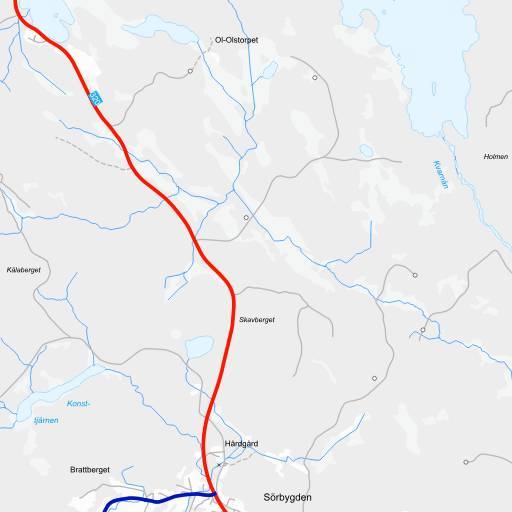 Ol-Olstorpet
Holmen
Kvarnån
Kälaberget
Skavberget
Konst-
tjärnen
Hårdgård
Brattberget
Sörbygden